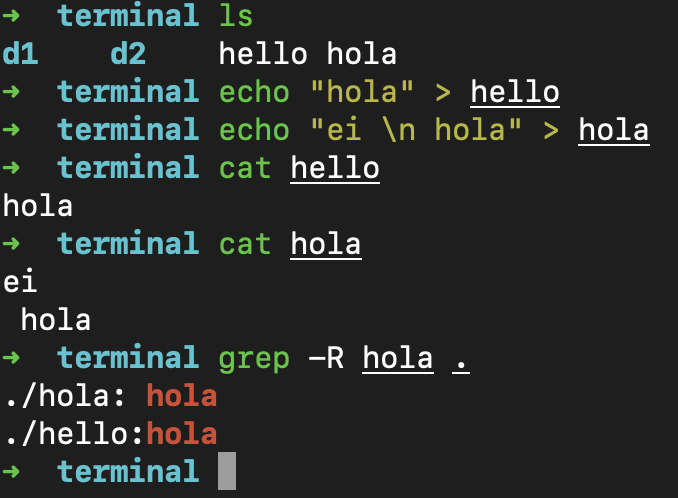 ➜  terminal ls
d1    d2    hello hola
➜  terminal echo "hola" > hello
➜  terminal echo "ei \n hola" > hola
➜  terminal cat hello
hola
➜  terminal cat hola
ei
 hola
➜  terminal grep -R hola .
./hola: hola
./hello:hola
➜  terminal